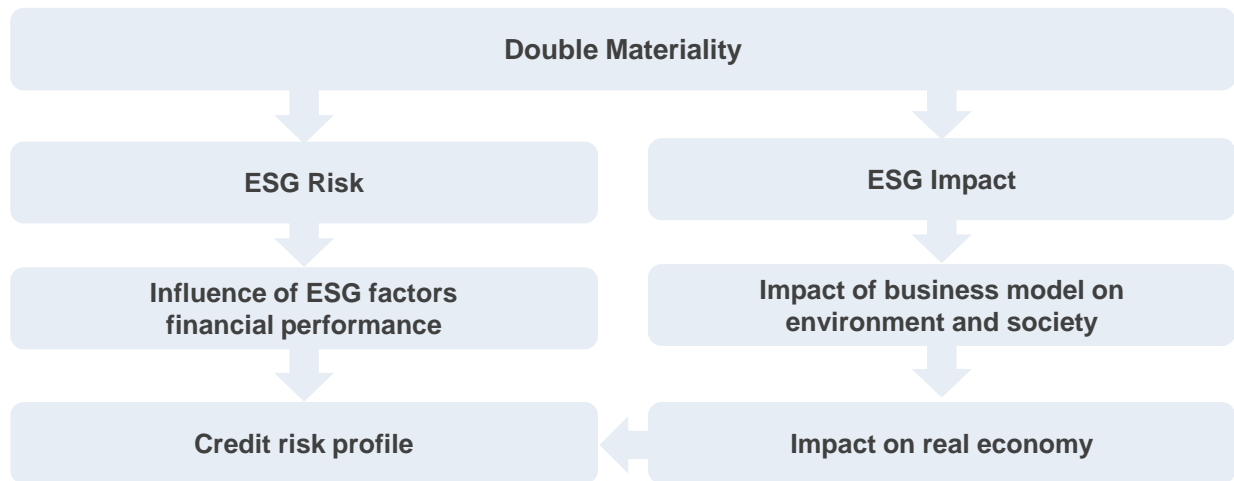 Double Materiality
ESG Risk
ESG Impact
Influence of ESG factors
financial performance
Impact of business model on
environment and society
Credit risk profile
Impact on real economy